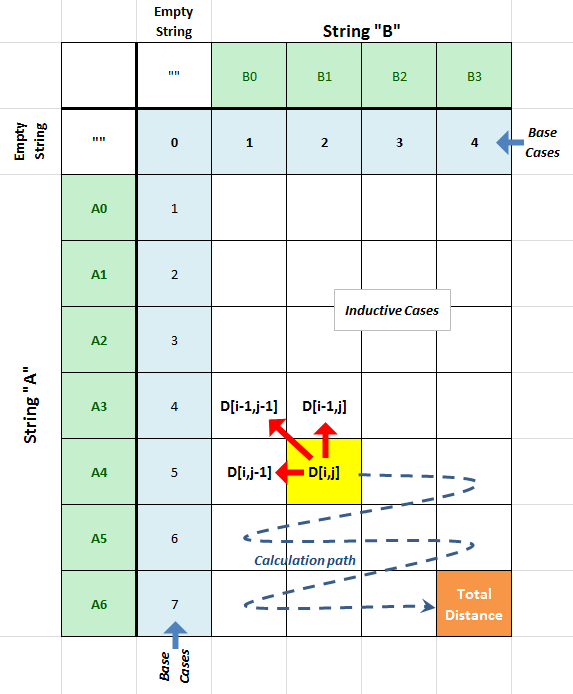 Empty
String
String "B"
"" B0 B1 B2 B3
Empty
String
"" 0 1 2 3 4
Base
Cases
String "A"
A0 1
A1 2
A2 3
Inductive Cases
A3 4 D[i-1,j-1] D[i-1,j]
A4 5 D[i,j-1] D[i,j]
A5 6
Calculation path
A6 7
Total
Distance
Base
Cases